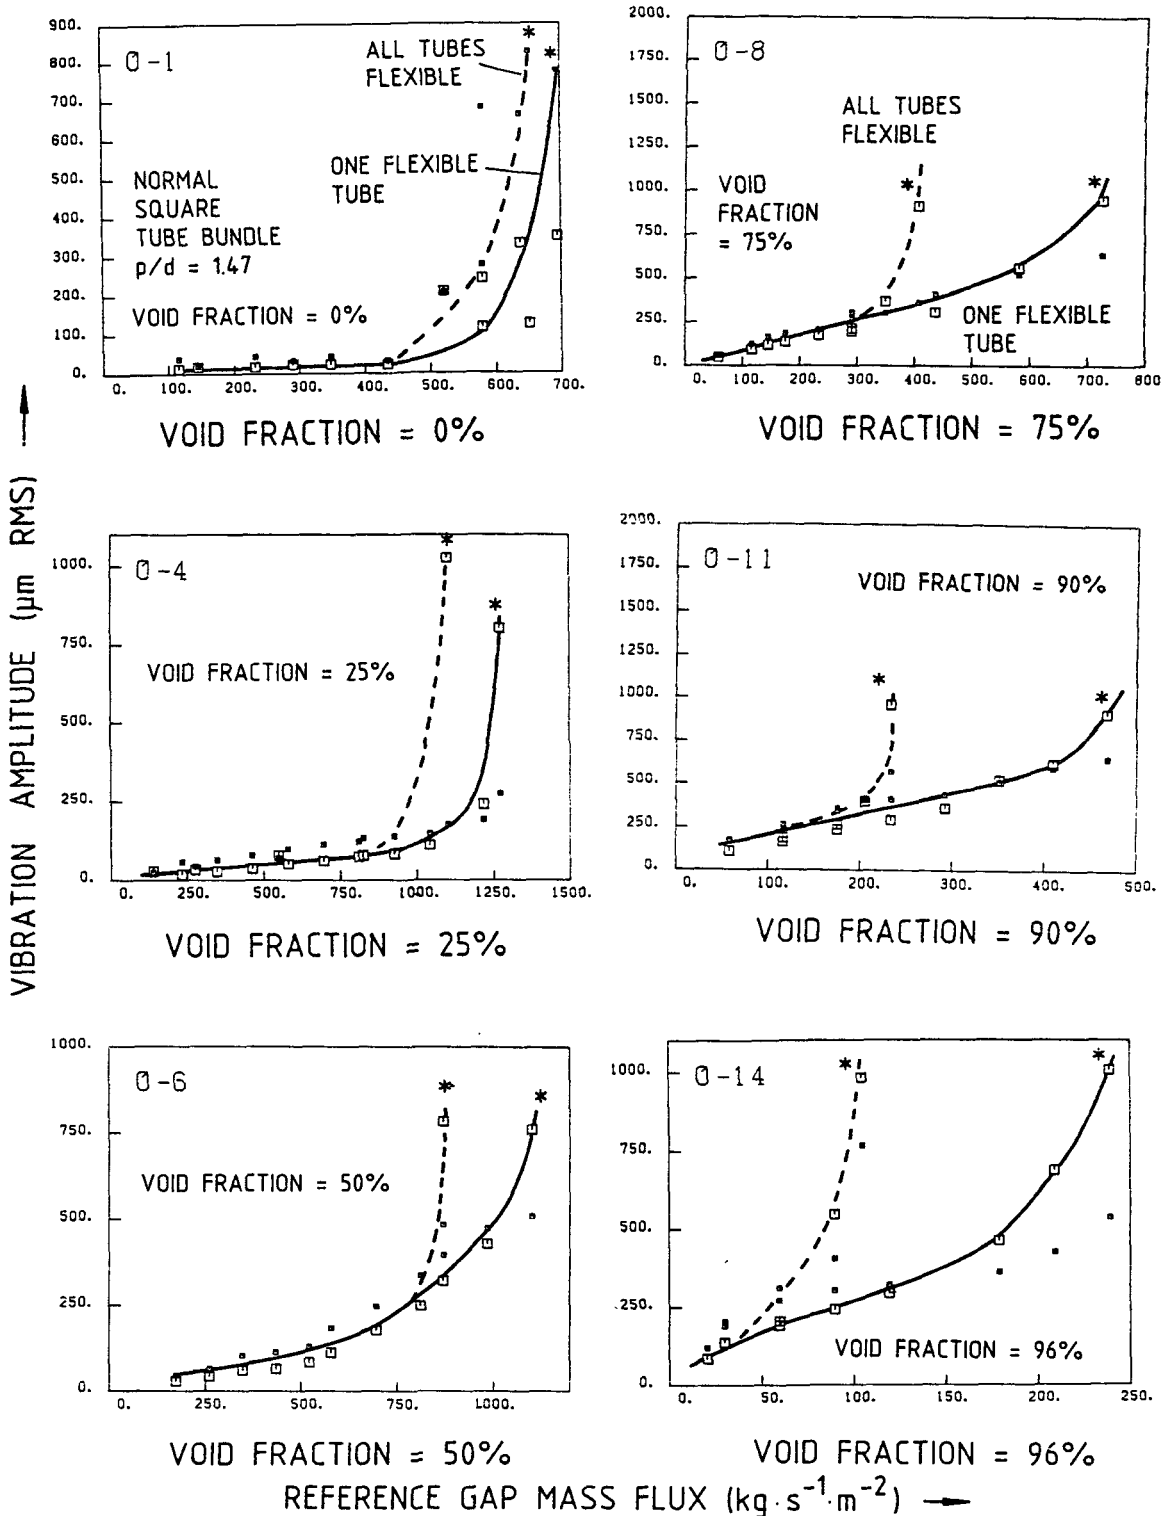 900.
800.
700.
600.
500.
400.
300.
200.
100.
0.
0-1
ALL TUBES
FLEXIBLE
*
*
ONE FLEXIBLE
TUBE
NORMAL
SQUARE
TUBE BUNDLE
p/d = 1.47
VOID FRACTION = 0%
0. 100. 200. 300. 400. 500. 600. 700.
VOID FRACTION = 0%
2000.
1750.
1500.
1250.
1000.
750.
500.
250.
0.
0-8
ALL TUBES
FLEXIBLE
*
*
VOID
FRACTION
= 75%
ONE FLEXIBLE
TUBE
0. 100. 200. 300. 400. 500. 600. 700. 800
VOID FRACTION = 75%
VIBRATION AMPLITUDE (µm RMS)
1000.
750.
500.
250.
0.
0-4
*
*
VOID FRACTION = 25%
0. 250. 500. 750. 1000. 1250. 1500.
VOID FRACTION = 25%
2000.
1750.
1500.
1250.
1000.
750.
500.
250.
0.
0-11
VOID FRACTION = 90%
*
*
0. 100. 200. 300. 400. 500.
VOID FRACTION = 90%
1000.
750.
500.
250.
0.
0-6
*
*
VOID FRACTION = 50%
0. 250. 500. 750. 1000.
VOID FRACTION = 50%
1000.
750.
500.
250.
0.
0-14
*
*
VOID FRACTION = 96%
0. 50. 100. 150. 200. 250.
VOID FRACTION = 96%
REFERENCE GAP MASS FLUX (kg·s⁻¹·m⁻²)